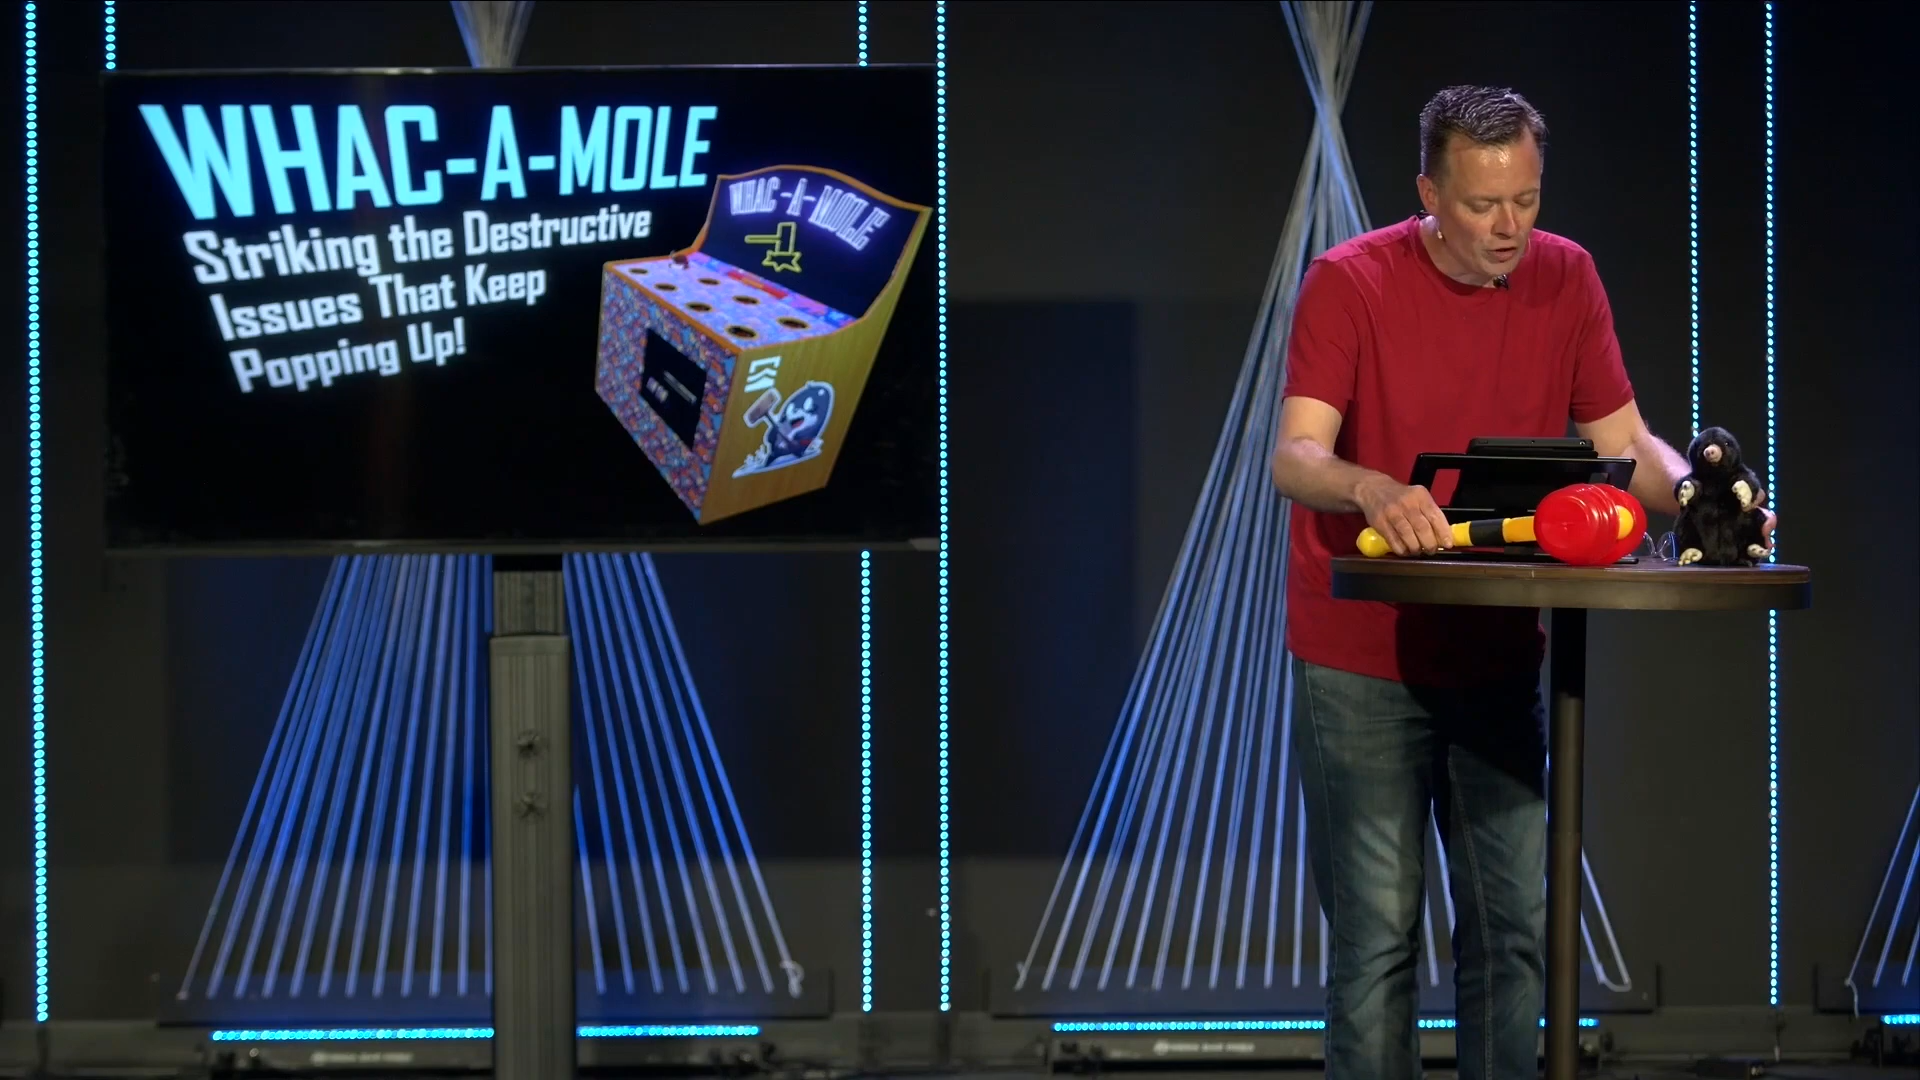 WHAC-A-MOLE
Striking the Destructive
Issues That Keep
Popping Up!
WHAC-A-MOLE